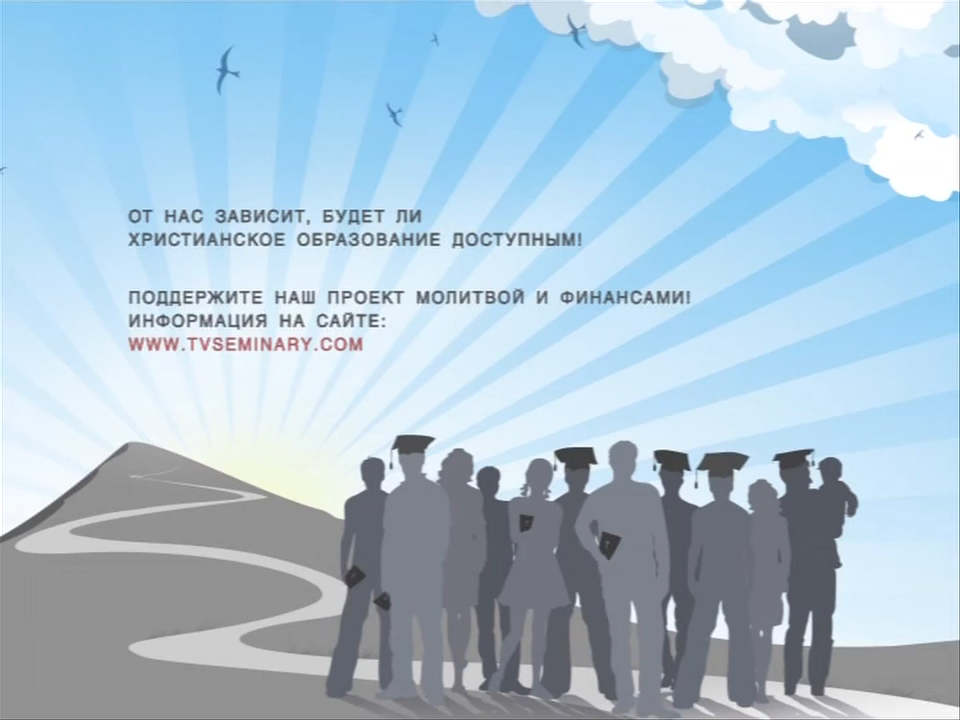 ОТ НАС ЗАВИСИТ, БУДЕТ ЛИ
ХРИСТИАНСКОЕ ОБРАЗОВАНИЕ ДОСТУПНЫМ!
ПОДДЕРЖИТЕ НАШ ПРОЕКТ МОЛИТВОЙ И ФИНАНСАМИ!
ИНФОРМАЦИЯ НА САЙТЕ:
WWW.TVSEMINARY.COM